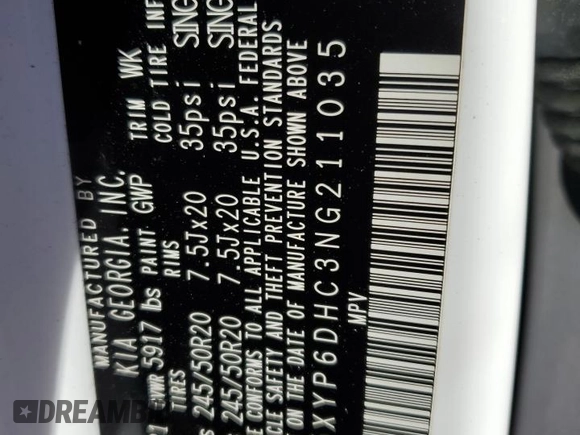 MANUFACTURED BY
KIA GEORGIA. INC.
5917 lbs PAINT GWP TRIM WK
TIRES RIMS COLD TIRE INF
245/50R20 7.5Jx20 35psi SING
245/50R20 7.5Jx20 35psi SING
CONFORMS TO ALL APPLICABLE U.S.A. FEDERAL
SAFETY AND THEFT PREVENTION STANDARDS
ON THE DATE OF MANUFACTURE SHOWN ABOVE
XYP6DHC3NG211035
MPV
DREAMBI